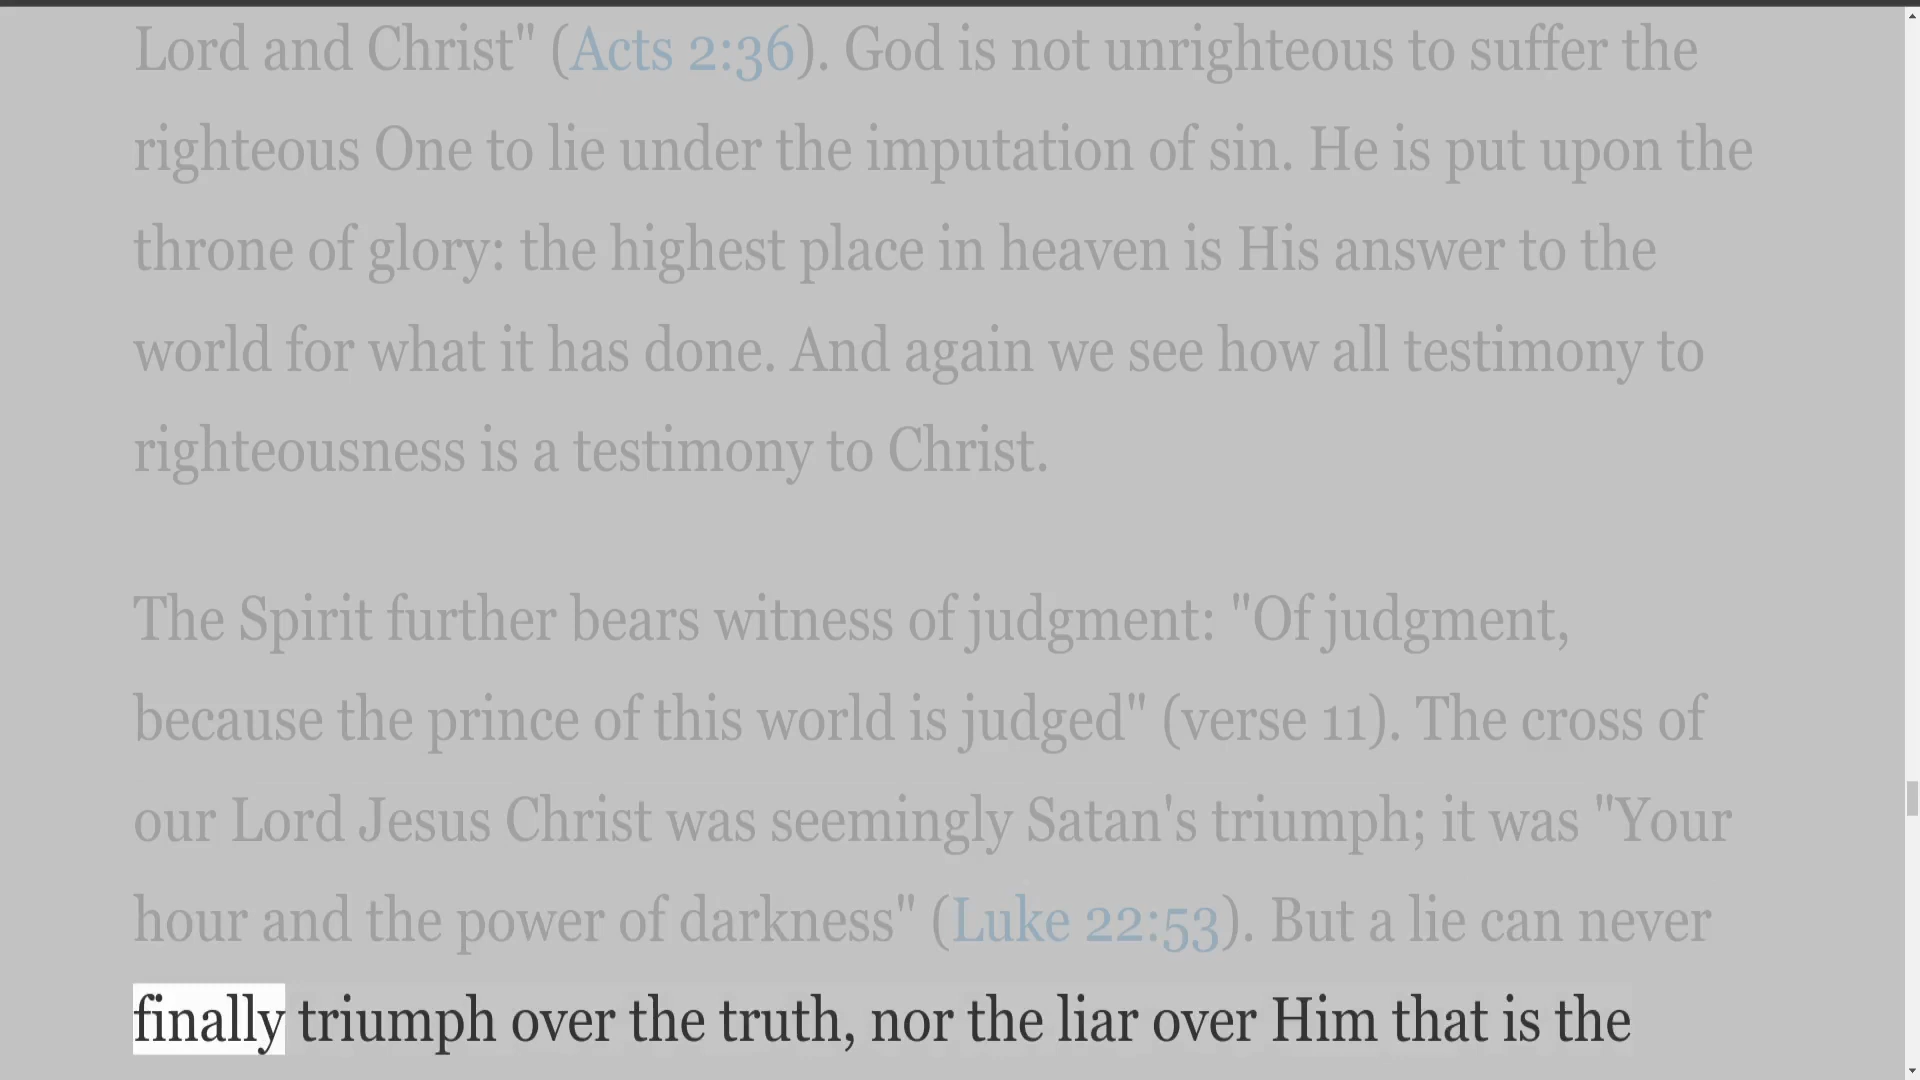 Lord and Christ" (Acts 2:36). God is not unrighteous to suffer the
righteous One to lie under the imputation of sin. He is put upon the
throne of glory: the highest place in heaven is His answer to the
world for what it has done. And again we see how all testimony to
righteousness is a testimony to Christ.
The Spirit further bears witness of judgment: "Of judgment,
because the prince of this world is judged" (verse 11). The cross of
our Lord Jesus Christ was seemingly Satan's triumph; it was "Your
hour and the power of darkness" (Luke 22:53). But a lie can never
finally triumph over the truth, nor the liar over Him that is the